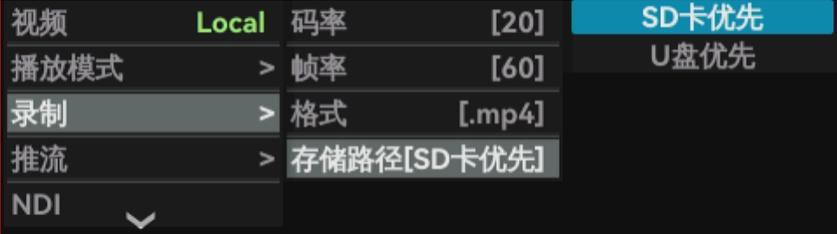 视频 Local
播放模式 >
录制 >
推流 >
NDI
码率 [20]
帧率 [60]
格式 [.mp4]
存储路径[SD卡优先]
SD卡优先
U盘优先